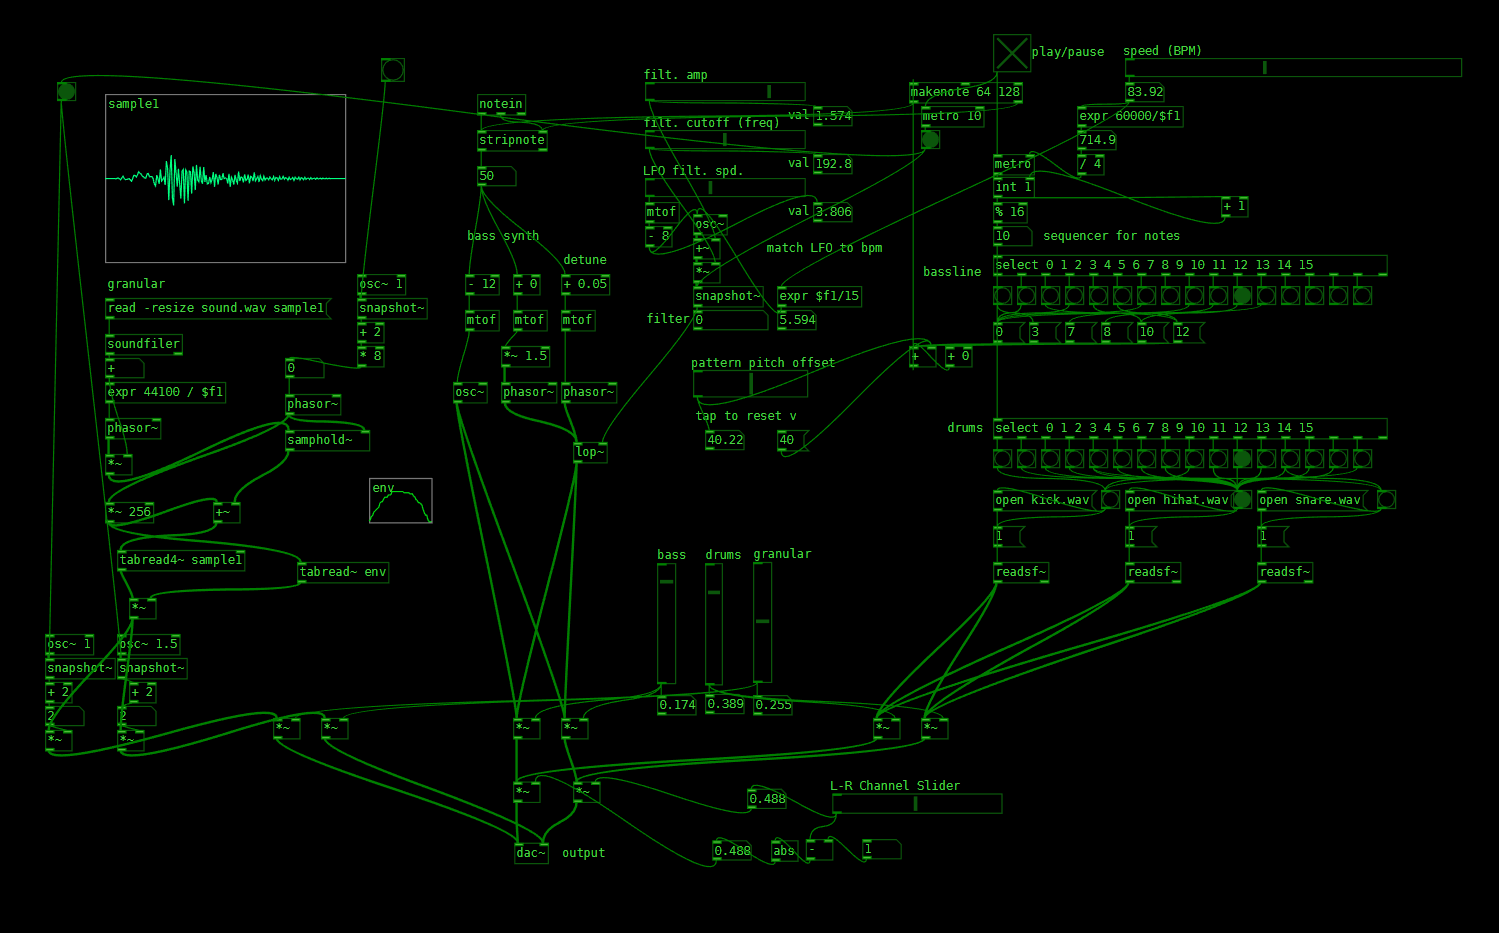 play/pause
speed (BPM)
filt. amp
makenote 64 128
83.92
sample1
notein
val 1.574
metro 10
expr 60000/$f1
filt. cutoff (freq)
stripnote
714.9
val 192.8
metro
/ 4
LFO filt. spd.
50
int 1
mtof
val 3.806
% 16
+ 1
osc~
- 8
10
sequencer for notes
bass synth
+~
match LFO to bpm
detune
select 0 1 2 3 4 5 6 7 8 9 10 11 12 13 14 15
bassline
*~
granular
osc~ 1
- 12
+ 0
+ 0.05
snapshot~
expr $f1/15
read -resize sound.wav sample1
snapshot~
filter
0
5.594
mtof
mtof
mtof
+ 2
0
3
7
8
10
12
soundfiler
* 8
*~ 1.5
+
+ 0
+
0
pattern pitch offset
expr 44100 / $f1
osc~
phasor~
phasor~
phasor~
tap to reset v
phasor~
samphold~
40.22
40
drums
select 0 1 2 3 4 5 6 7 8 9 10 11 12 13 14 15
lop~
*~
env
open kick.wav
open hihat.wav
open snare.wav
*~ 256
+~
1
1
1
tabread4~ sample1
bass
drums
granular
tabread~ env
readsf~
readsf~
readsf~
*~
osc~ 1
osc~ 1.5
snapshot~
snapshot~
+ 2
+ 2
0.174
0.389
0.255
2
2
*~
*~
*~
*~
*~
*~
*~
*~
L-R Channel Slider
*~
*~
0.488
dac~
output
0.488
abs
-
1